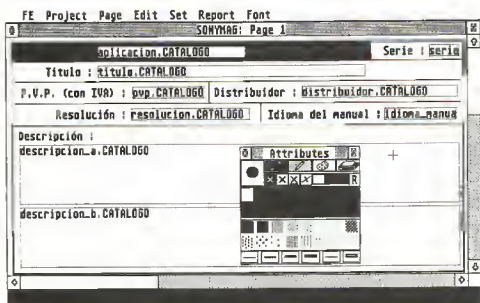 FE Project Page Edit Set Report Font
SONYMAG: Page 1
aplicacion.CATALOGO Serie : serie
Título : titulo.CATALOGO
P.V.P. (con IVA) : pvp.CATALOGO Distribuidor : distribuidor.CATALOGO
Resolución : resolucion.CATALOGO Idioma del manual : idioma_manua
Descripción :
descripcion_a.CATALOGO
Attributes
R
descripcion_b.CATALOGO